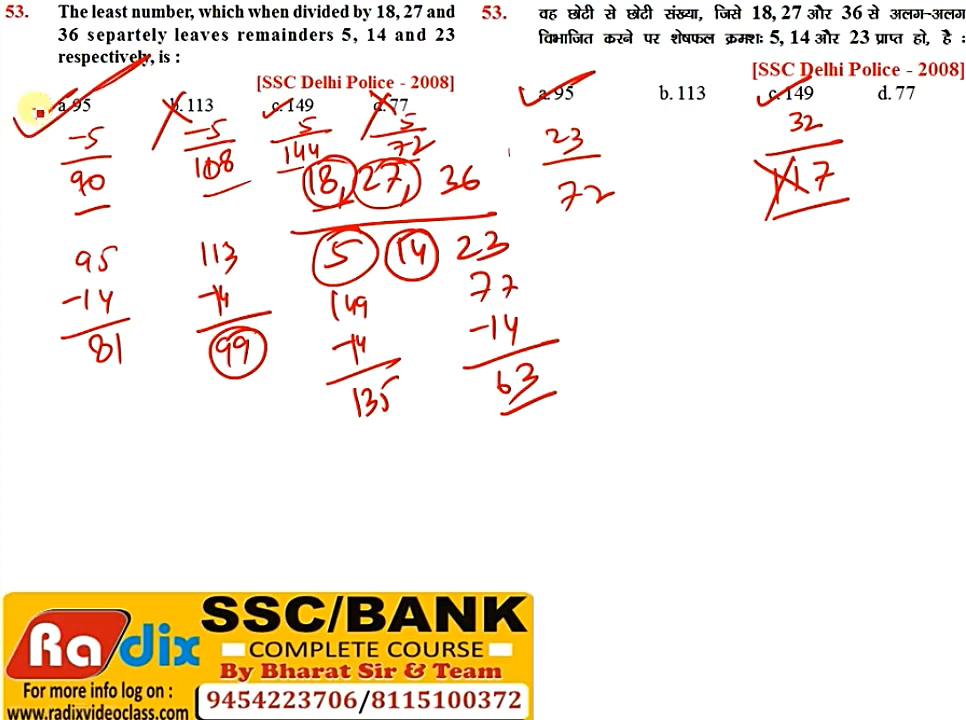 53. The least number, which when divided by 18, 27 and
36 separtely leaves remainders 5, 14 and 23
respectively, is :
[SSC Delhi Police - 2008]
a. 95 b. 113 c. 149 d. 77
53. वह छोटी से छोटी संख्या, जिसे 18, 27 और 36 से अलग-अलग
विभाजित करने पर शेषफल क्रमशः 5, 14 और 23 प्राप्त हो, है :
[SSC Delhi Police - 2008]
a. 95 b. 113 c. 149 d. 77
-5 -5 5 5
90 108 144 72
18, 27, 36
5 14 23
95 113 149 77
-14 -14 -14 -14
81 99 135 63
23 32
72 117
Radix
For more info log on :
www.radixvideoclass.com
SSC/BANK
COMPLETE COURSE
By Bharat Sir & Team
9454223706/8115100372